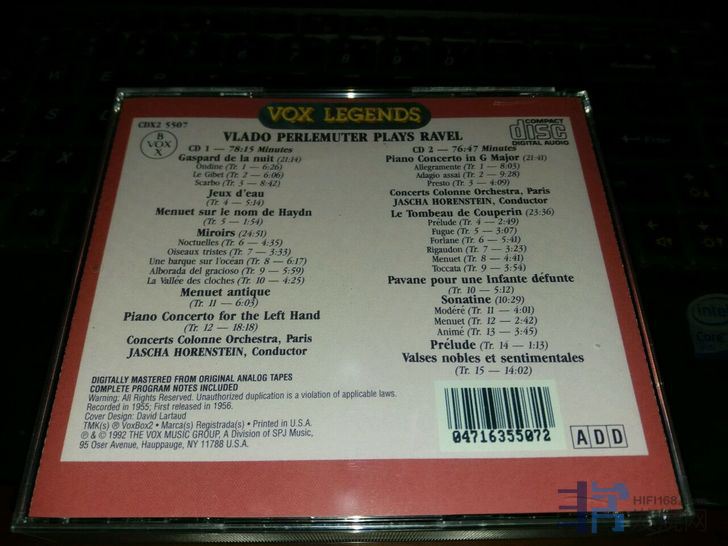 VOX LEGENDS
CDX2 5507
B
VOX
X
VLADO PERLEMUTER PLAYS RAVEL
COMPACT
disc
DIGITAL AUDIO
CD 1 — 78:15 Minutes
Gaspard de la nuit (21:14)
Ondine (Tr. 1 — 6:26)
Le Gibet (Tr. 2 — 6:06)
Scarbo (Tr. 3 — 8:42)
Jeux d'eau
(Tr. 4 — 5:14)
Menuet sur le nom de Haydn
(Tr. 5 — 1:54)
Miroirs (24:51)
Noctuelles (Tr. 6 — 4:35)
Oiseaux tristes (Tr. 7 — 3:33)
Une barque sur l'océan (Tr. 8 — 6:17)
Alborada del gracioso (Tr. 9 — 5:59)
La Vallée des cloches (Tr. 10 — 4:25)
Menuet antique
(Tr. 11 — 6:03)
Piano Concerto for the Left Hand
(Tr. 12 — 18:18)
Concerts Colonne Orchestra, Paris
JASCHA HORENSTEIN, Conductor
CD 2 — 76:47 Minutes
Piano Concerto in G Major (21:41)
Allegramente (Tr. 1 — 8:03)
Adagio assai (Tr. 2 — 9:28)
Presto (Tr. 3 — 4:09)
Concerts Colonne Orchestra, Paris
JASCHA HORENSTEIN, Conductor
Le Tombeau de Couperin (23:36)
Prélude (Tr. 4 — 2:49)
Fugue (Tr. 5 — 3:07)
Forlane (Tr. 6 — 5:41)
Rigaudon (Tr. 7 — 3:23)
Menuet (Tr. 8 — 4:41)
Toccata (Tr. 9 — 3:54)
Pavane pour une Infante défunte
(Tr. 10 — 5:12)
Sonatine (10:29)
Modéré (Tr. 11 — 4:01)
Menuet (Tr. 12 — 2:42)
Animé (Tr. 13 — 3:45)
Prélude (Tr. 14 — 1:13)
Valses nobles et sentimentales
(Tr. 15 — 14:02)
DIGITALLY MASTERED FROM ORIGINAL ANALOG TAPES
COMPLETE PROGRAM NOTES INCLUDED
Warning: All Rights Reserved. Unauthorized duplication is a violation of applicable laws.
Recorded in 1955; First released in 1956.
Cover Design: David Lartaud
TMK(s) ® VoxBox2 • Marca(s) Registrada(s) • Printed in U.S.A.
℗ & © 1992 THE VOX MUSIC GROUP, A Division of SPJ Music,
95 Oser Avenue, Hauppauge, NY 11788 U.S.A.
04716355072
A D D
intel
HIFI168